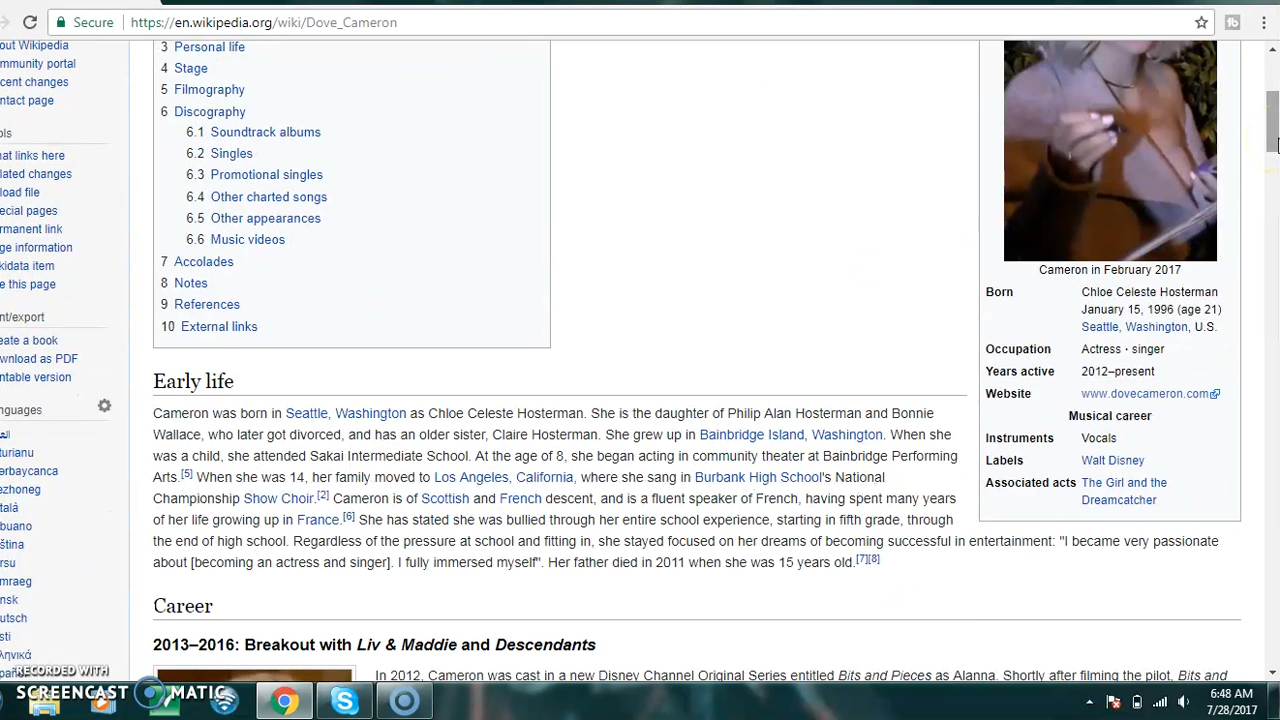 Secure https://en.wikipedia.org/wiki/Dove_Cameron
bout Wikipedia
ommunity portal
ecent changes
ontact page
ols
hat links here
elated changes
load file
ecial pages
rmanent link
ge information
kidata item
e this page
nt/export
eate a book
wnload as PDF
ntable version
nguages
turianu
erbaycanca
ezhoneg
talà
buano
eština
rsu
mraeg
nsk
eutsch
sti
ληνικά
3 Personal life
4 Stage
5 Filmography
6 Discography
6.1 Soundtrack albums
6.2 Singles
6.3 Promotional singles
6.4 Other charted songs
6.5 Other appearances
6.6 Music videos
7 Accolades
8 Notes
9 References
10 External links
Cameron in February 2017
Born Chloe Celeste Hosterman
January 15, 1996 (age 21)
Seattle, Washington, U.S.
Occupation Actress · singer
Years active 2012–present
Website www.dovecameron.com
Musical career
Instruments Vocals
Labels Walt Disney
Associated acts The Girl and the
Dreamcatcher
Early life
Cameron was born in Seattle, Washington as Chloe Celeste Hosterman. She is the daughter of Philip Alan Hosterman and Bonnie
Wallace, who later got divorced, and has an older sister, Claire Hosterman. She grew up in Bainbridge Island, Washington. When she
was a child, she attended Sakai Intermediate School. At the age of 8, she began acting in community theater at Bainbridge Performing
Arts.[5] When she was 14, her family moved to Los Angeles, California, where she sang in Burbank High School's National
Championship Show Choir.[2] Cameron is of Scottish and French descent, and is a fluent speaker of French, having spent many years
of her life growing up in France.[6] She has stated she was bullied through her entire school experience, starting in fifth grade, through
the end of high school. Regardless of the pressure at school and fitting in, she stayed focused on her dreams of becoming successful in entertainment: "I became very passionate
about [becoming an actress and singer]. I fully immersed myself". Her father died in 2011 when she was 15 years old.[7][8]
Career
2013–2016: Breakout with Liv & Maddie and Descendants
In 2012, Cameron was cast in a new Disney Channel Original Series entitled Bits and Pieces as Alanna. Shortly after filming the pilot, Bits and
RECORDED WITH
SCREENCAST MATIC
6:48 AM
7/28/2017